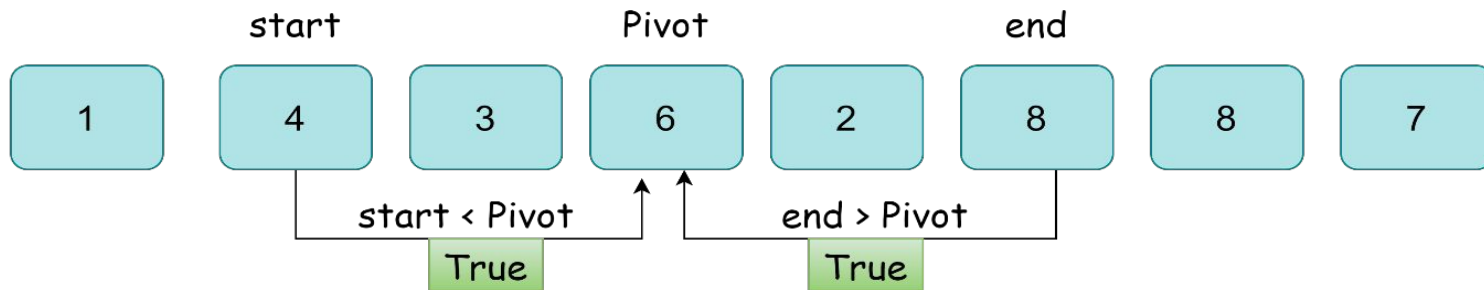 start Pivot end
1 4 3 6 2 8 8 7
start < Pivot end > Pivot
True True